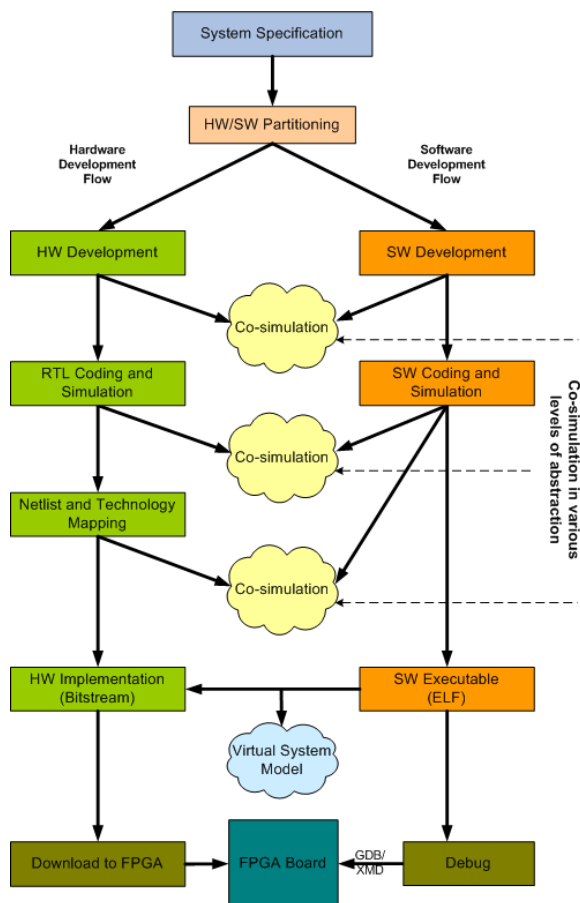 System Specification
HW/SW Partitioning
Hardware
Development
Flow
Software
Development
Flow
HW Development
SW Development
Co-simulation
RTL Coding and
Simulation
SW Coding and
Simulation
Co-simulation
Co-simulation in various
levels of abstraction
Netlist and Technology
Mapping
Co-simulation
HW Implementation
(Bitstream)
SW Executable
(ELF)
Virtual System
Model
Download to FPGA
FPGA Board
GDB/
XMD
Debug